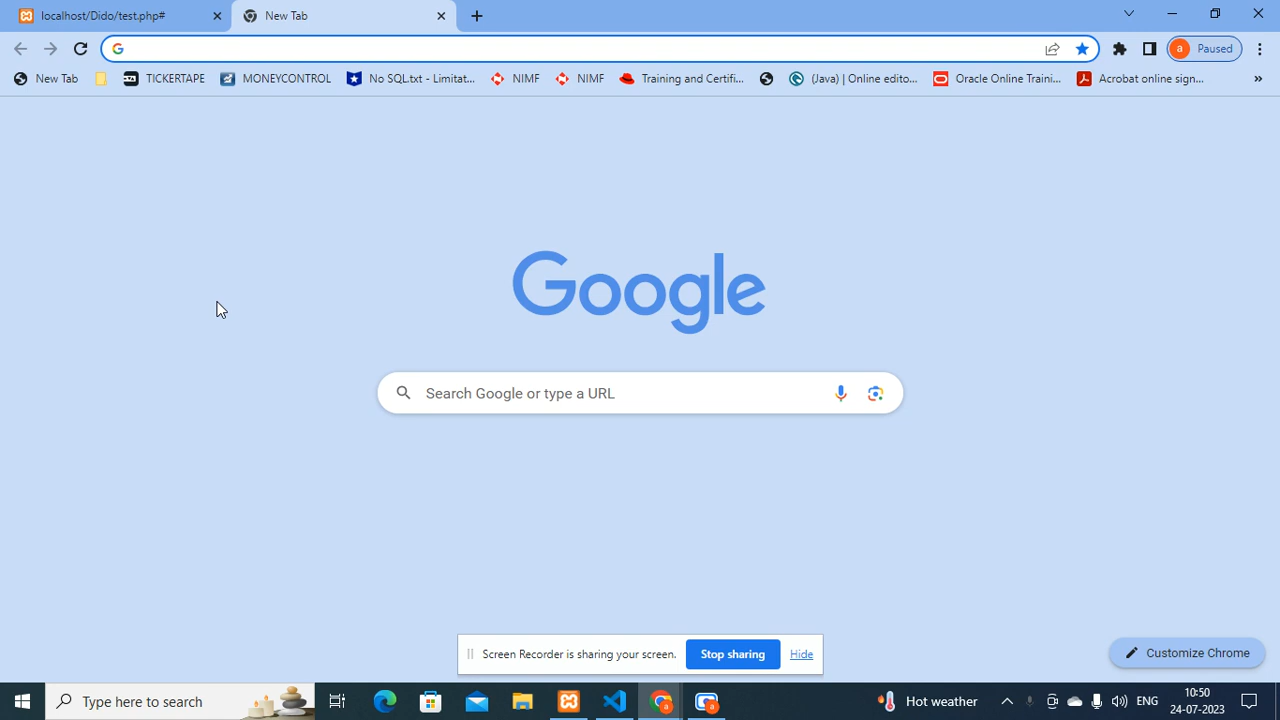 localhost/Dido/test.php#
New Tab
Paused
New Tab
TICKERTAPE
MONEYCONTROL
No SQL.txt - Limitat...
NIMF
NIMF
Training and Certifi...
(Java) | Online edito...
Oracle Online Traini...
Acrobat online sign...
Google
Search Google or type a URL
Screen Recorder is sharing your screen.
Stop sharing
Hide
Customize Chrome
Type here to search
Hot weather
ENG
10:50
24-07-2023